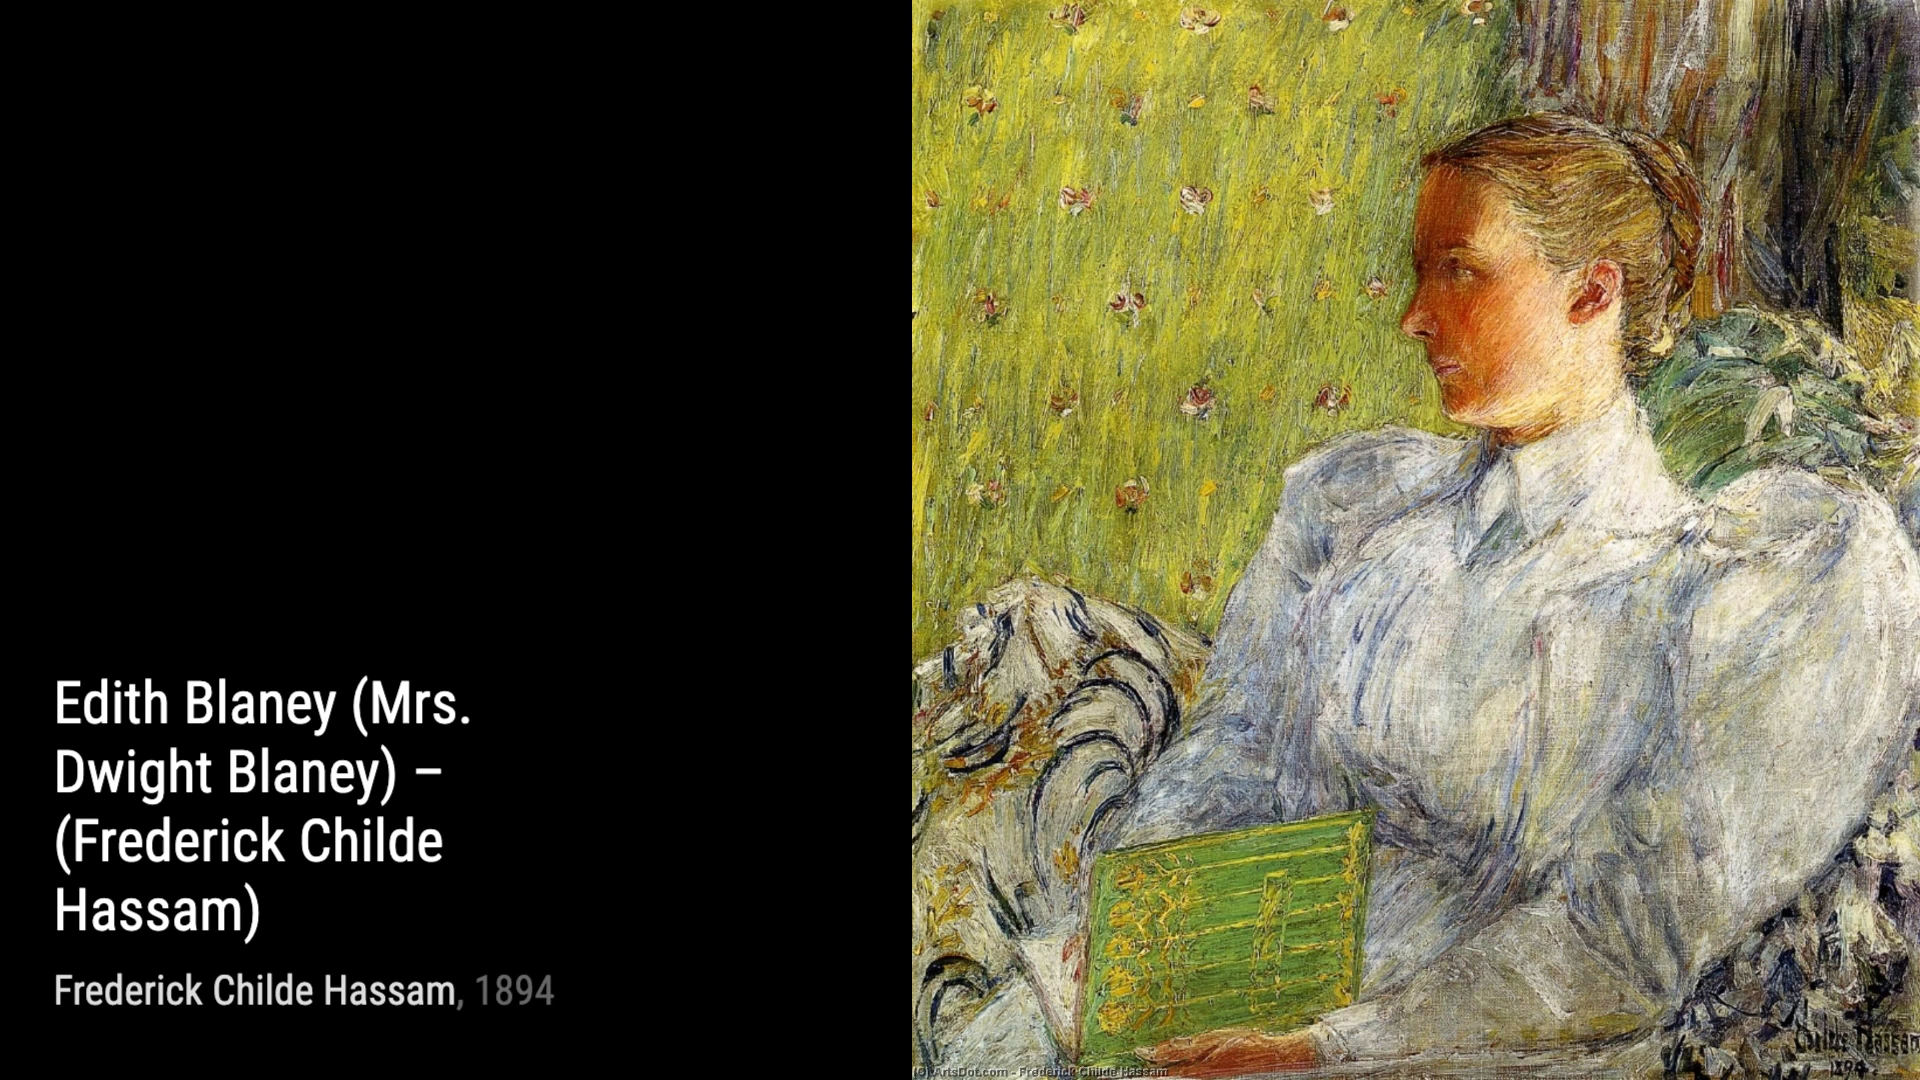 Edith Blaney (Mrs.
Dwight Blaney) –
(Frederick Childe
Hassam)
Frederick Childe Hassam, 1894
Childe Hassam
1894
(C) ArtsDot.com - Frederick Childe Hassam